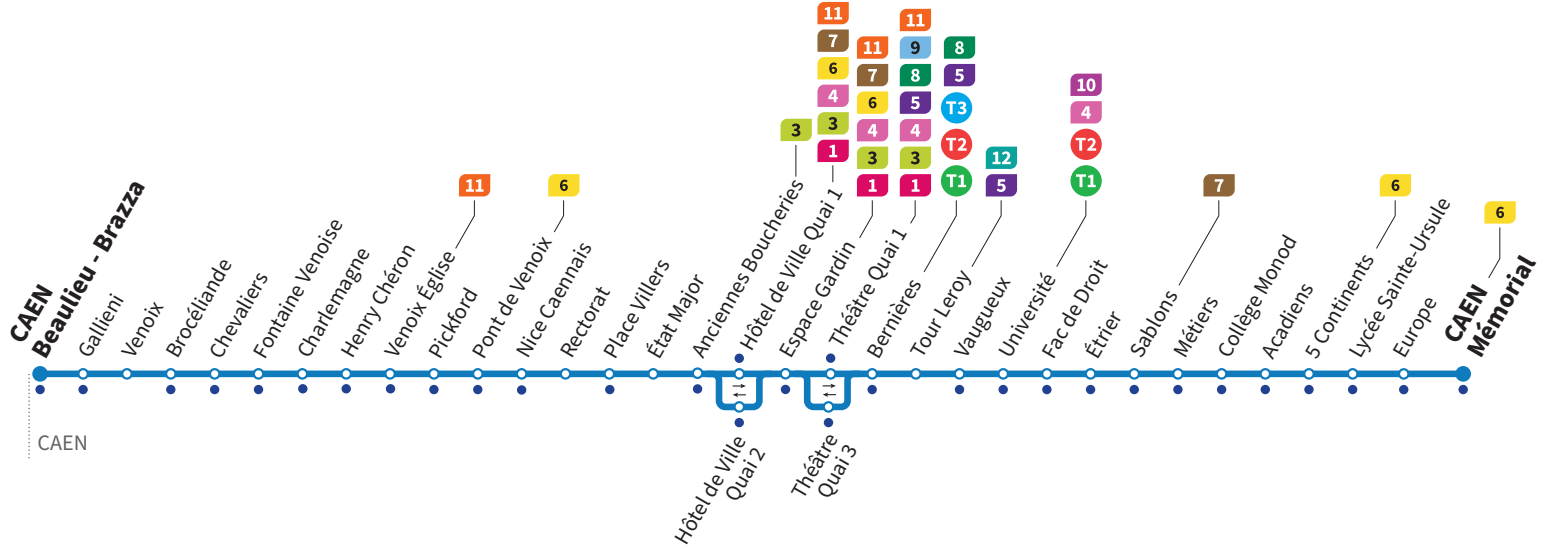 11
7
6
4
3
1
3
11
7
6
4
3
1
11
9
8
5
4
3
1
8
5
T3
T2
T1
12
5
10
4
T2
T1
11
6
7
6
6
CAEN
Beaulieu - Brazza
Gallieni
Venoix
Brocéliande
Chevaliers
Fontaine Venoise
Charlemagne
Henry Chéron
Venoix Église
Pickford
Pont de Venoix
Nice Caennais
Rectorat
Place Villers
État Major
Anciennes Boucheries
Hôtel de Ville Quai 1
Espace Gardin
Théâtre Quai 1
Bernières
Tour Leroy
Vaugueux
Université
Fac de Droit
Étrier
Sablons
Métiers
Collège Monod
Acadiens
5 Continents
Lycée Sainte-Ursule
Europe
CAEN
Mémorial
CAEN
Hôtel de Ville
Quai 2
Théâtre
Quai 3